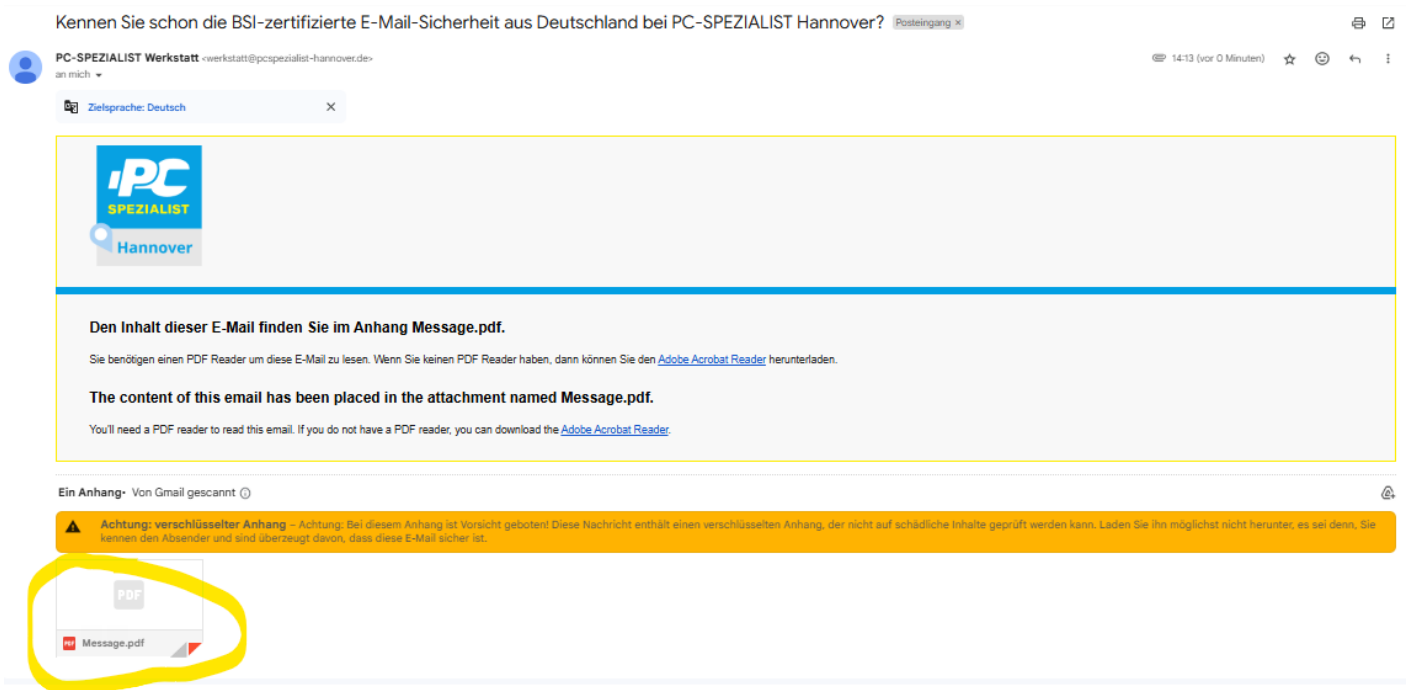 Kennen Sie schon die BSI-zertifizierte E-Mail-Sicherheit aus Deutschland bei PC-SPEZIALIST Hannover? Posteingang ×
PC-SPEZIALIST Werkstatt <werkstatt@pcspezialist-hannover.de>
14:13 (vor 0 Minuten)
an mich
Zielsprache: Deutsch
PC
SPEZIALIST
Hannover
Den Inhalt dieser E-Mail finden Sie im Anhang Message.pdf.
Sie benötigen einen PDF Reader um diese E-Mail zu lesen. Wenn Sie keinen PDF Reader haben, dann können Sie den Adobe Acrobat Reader herunterladen.
The content of this email has been placed in the attachment named Message.pdf.
You'll need a PDF reader to read this email. If you do not have a PDF reader, you can download the Adobe Acrobat Reader.
Ein Anhang • Von Gmail gescannt
Achtung: verschlüsselter Anhang – Achtung: Bei diesem Anhang ist Vorsicht geboten! Diese Nachricht enthält einen verschlüsselten Anhang, der nicht auf schädliche Inhalte geprüft werden kann. Laden Sie ihn möglichst nicht herunter, es sei denn, Sie
kennen den Absender und sind überzeugt davon, dass diese E-Mail sicher ist.
PDF
PDF Message.pdf